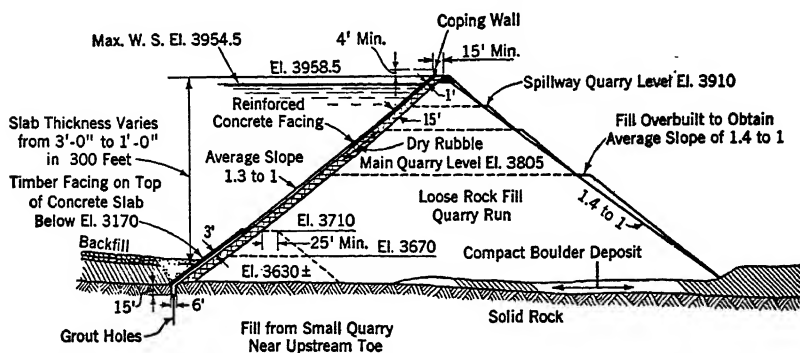 Coping Wall
Max. W. S. El. 3954.5
4' Min.
15' Min.
El. 3958.5
1'
Spillway Quarry Level El. 3910
Reinforced
Concrete Facing
15'
Slab Thickness Varies
from 3'-0" to 1'-0"
in 300 Feet
Fill Overbuilt to Obtain
Average Slope of 1.4 to 1
Dry Rubble
Average Slope
1.3 to 1
Main Quarry Level El. 3805
Timber Facing on Top
of Concrete Slab
Below El. 3170
Loose Rock Fill
Quarry Run
1.4 to 1
3'
El. 3710
Backfill
25' Min.
El. 3670
Compact Boulder Deposit
El. 3630 ±
15'
6'
Solid Rock
Grout Holes
Fill from Small Quarry
Near Upstream Toe